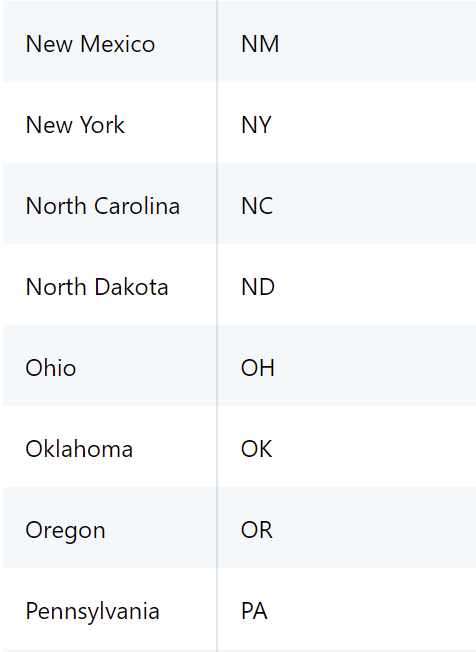 New Mexico NM
New York NY
North Carolina NC
North Dakota ND
Ohio OH
Oklahoma OK
Oregon OR
Pennsylvania PA